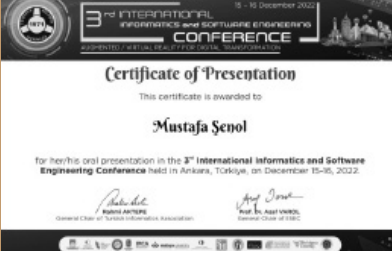 15 - 16 December 2022
3rd INTERNATIONAL
INFORMATICS and SOFTWARE ENGINEERING
CONFERENCE
AUGMENTED / VIRTUAL REALITY FOR DIGITAL TRANSFORMATION
Certificate of Presentation
This certificate is awarded to
Mustafa Şenol
for her/his oral presentation in the 3rd International Informatics and Software
Engineering Conference held in Ankara, Türkiye, on December 15-16, 2022.
Rahmi AKTEPE
General Chair of Turkish Informatics Association
Prof. Dr. Asaf VAROL
General Chair of IISEC